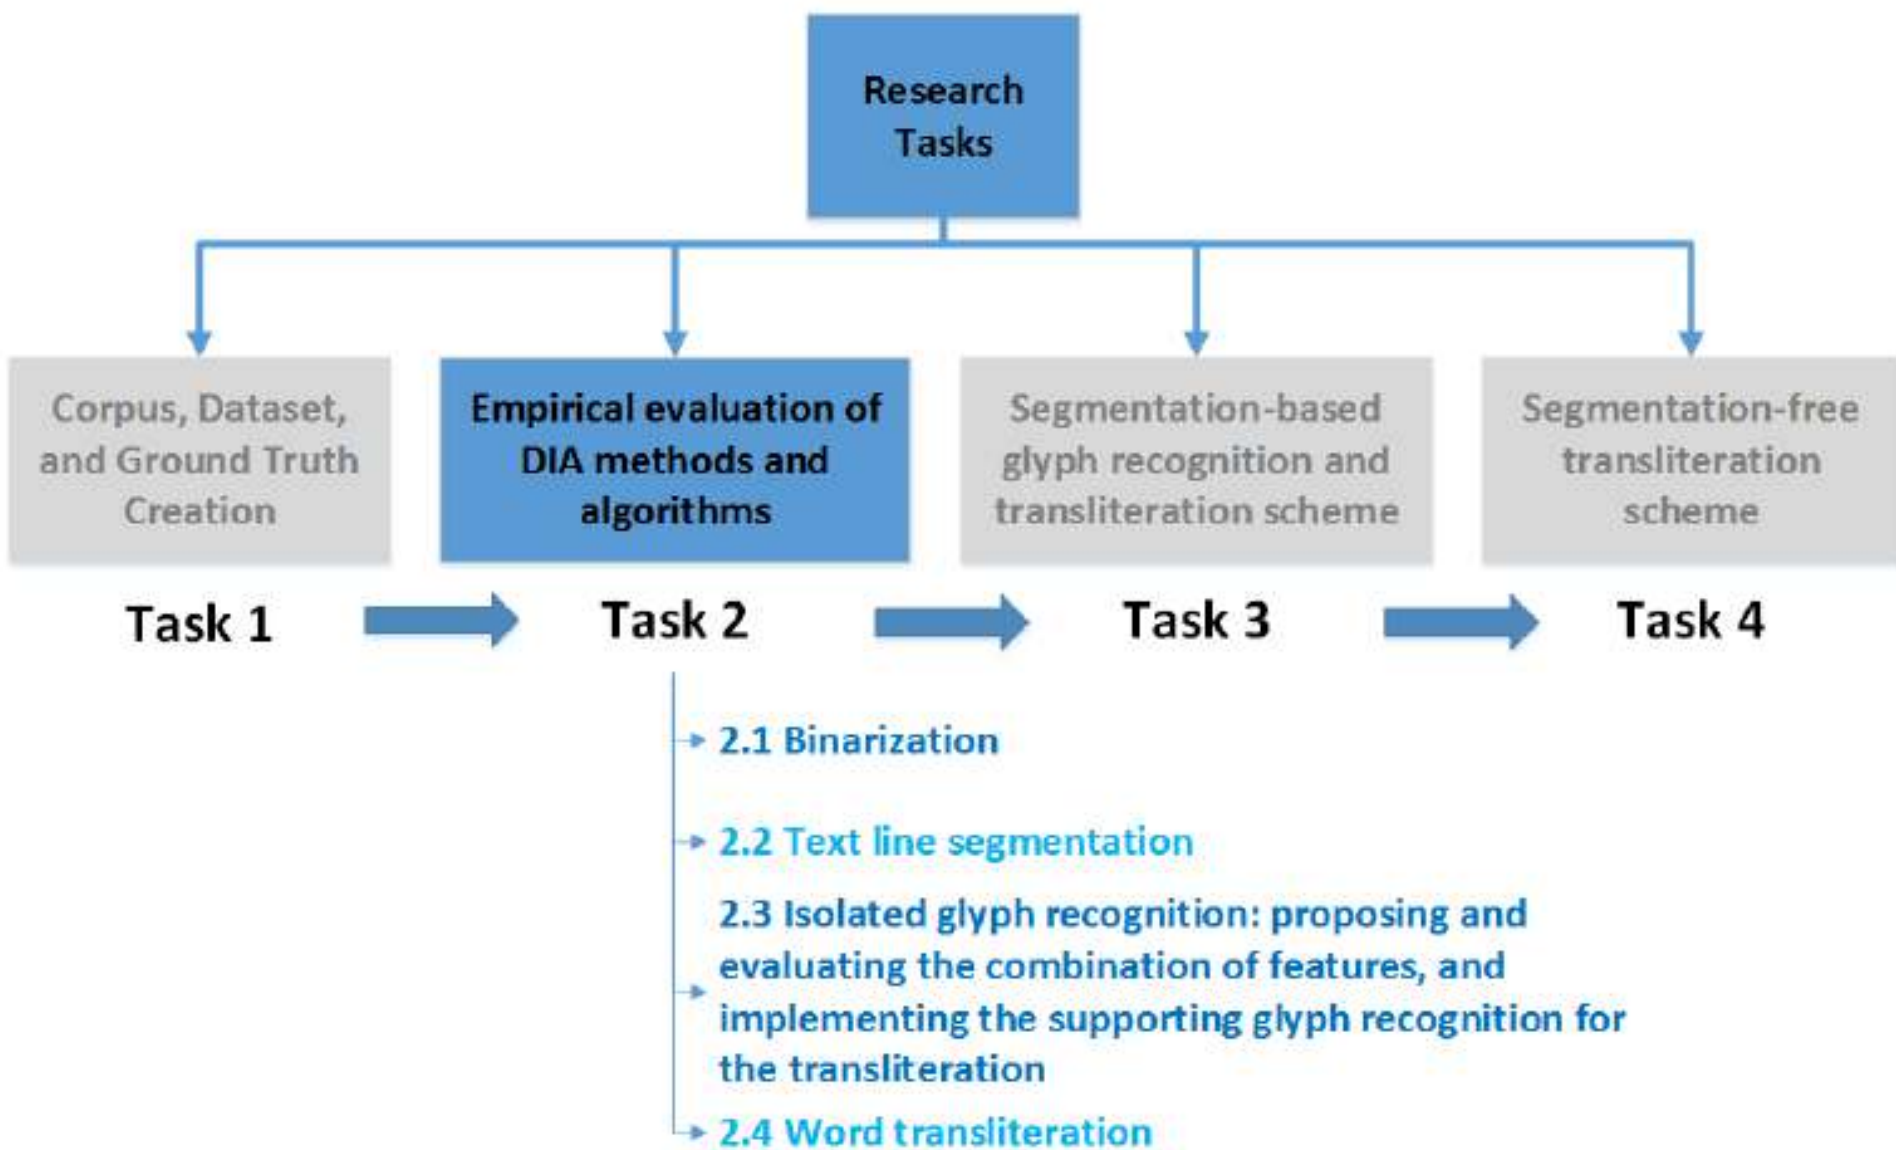 Research
Tasks
Corpus, Dataset,
and Ground Truth
Creation
Empirical evaluation of
DIA methods and
algorithms
Segmentation-based
glyph recognition and
transliteration scheme
Segmentation-free
transliteration
scheme
Task 1
Task 2
Task 3
Task 4
2.1 Binarization
2.2 Text line segmentation
2.3 Isolated glyph recognition: proposing and
evaluating the combination of features, and
implementing the supporting glyph recognition for
the transliteration
2.4 Word transliteration